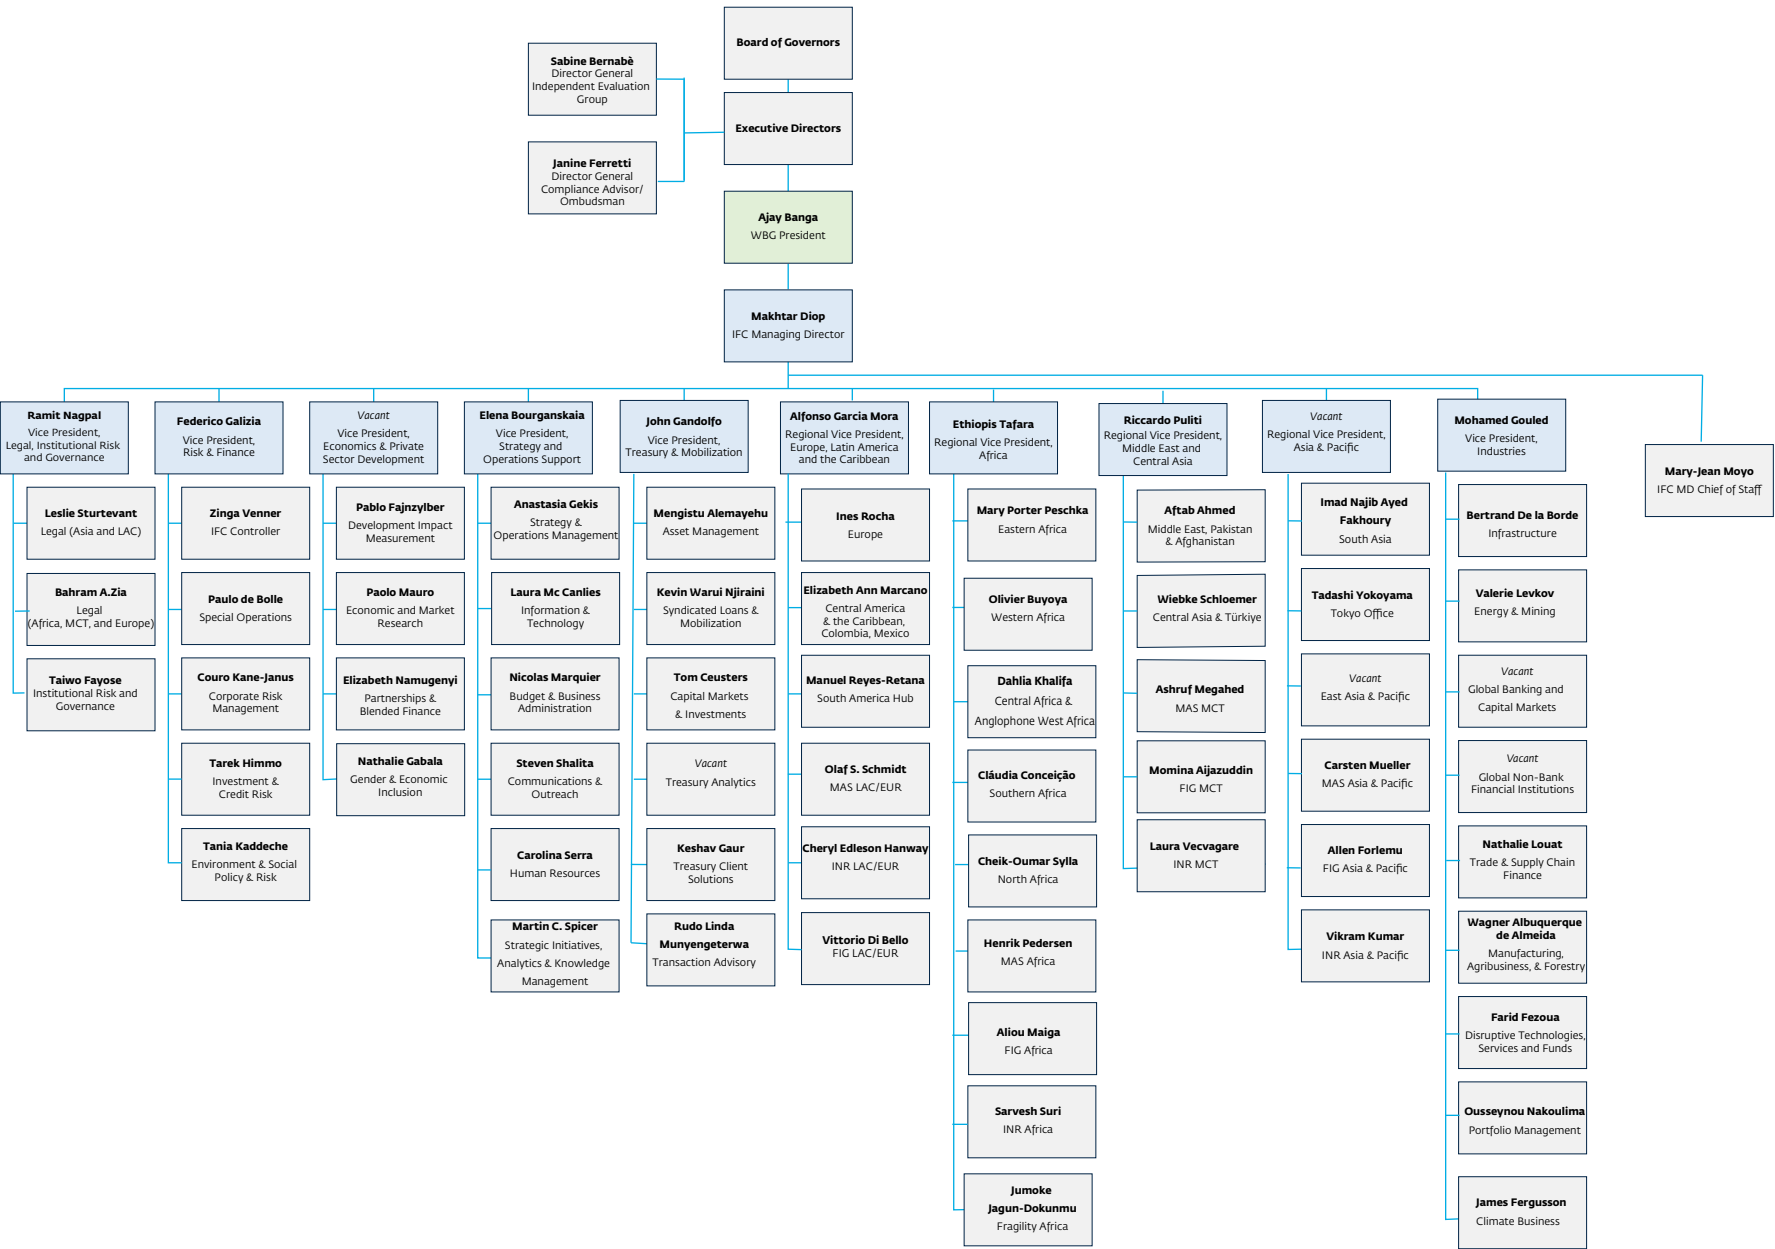 Board of Governors
Sabine Bernabè
Director General
Independent Evaluation
Group
Executive Directors
Janine Ferretti
Director General
Compliance Advisor/
Ombudsman
Ajay Banga
WBG President
Makhtar Diop
IFC Managing Director
Ramit Nagpal
Vice President,
Legal, Institutional Risk
and Governance
Leslie Sturtevant
Legal (Asia and LAC)
Bahram A.Zia
Legal
(Africa, MCT, and Europe)
Taiwo Fayose
Institutional Risk and
Governance
Federico Galizia
Vice President,
Risk & Finance
Zinga Venner
IFC Controller
Paulo de Bolle
Special Operations
Couro Kane-Janus
Corporate Risk
Management
Tarek Himmo
Investment &
Credit Risk
Tania Kaddeche
Environment & Social
Policy & Risk
Vacant
Vice President,
Economics & Private
Sector Development
Pablo Fajnzylber
Development Impact
Measurement
Paolo Mauro
Economic and Market
Research
Elizabeth Namugenyi
Partnerships &
Blended Finance
Nathalie Gabala
Gender & Economic
Inclusion
Elena Bourganskaia
Vice President,
Strategy and
Operations Support
Anastasia Gekis
Strategy &
Operations Management
Laura Mc Canlies
Information &
Technology
Nicolas Marquier
Budget & Business
Administration
Steven Shalita
Communications &
Outreach
Carolina Serra
Human Resources
Martin C. Spicer
Strategic Initiatives,
Analytics & Knowledge
Management
John Gandolfo
Vice President,
Treasury & Mobilization
Mengistu Alemayehu
Asset Management
Kevin Warui Njiraini
Syndicated Loans &
Mobilization
Tom Ceusters
Capital Markets
& Investments
Vacant
Treasury Analytics
Keshav Gaur
Treasury Client
Solutions
Rudo Linda
Munyengeterwa
Transaction Advisory
Alfonso Garcia Mora
Regional Vice President,
Europe, Latin America
and the Caribbean
Ines Rocha
Europe
Elizabeth Ann Marcano
Central America
& the Caribbean,
Colombia, Mexico
Manuel Reyes-Retana
South America Hub
Olaf S. Schmidt
MAS LAC/EUR
Cheryl Edleson Hanway
INR LAC/EUR
Vittorio Di Bello
FIG LAC/EUR
Ethiopis Tafara
Regional Vice President,
Africa
Mary Porter Peschka
Eastern Africa
Olivier Buyoya
Western Africa
Dahlia Khalifa
Central Africa &
Anglophone West Africa
Cláudia Conceição
Southern Africa
Cheik-Oumar Sylla
North Africa
Henrik Pedersen
MAS Africa
Aliou Maiga
FIG Africa
Sarvesh Suri
INR Africa
Jumoke
Jagun-Dokunmu
Fragility Africa
Riccardo Puliti
Regional Vice President,
Middle East and
Central Asia
Aftab Ahmed
Middle East, Pakistan
& Afghanistan
Wiebke Schloemer
Central Asia & Türkiye
Ashruf Megahed
MAS MCT
Momina Aijazuddin
FIG MCT
Laura Vecvagare
INR MCT
Vacant
Regional Vice President,
Asia & Pacific
Imad Najib Ayed
Fakhoury
South Asia
Tadashi Yokoyama
Tokyo Office
Vacant
East Asia & Pacific
Carsten Mueller
MAS Asia & Pacific
Allen Forlemu
FIG Asia & Pacific
Vikram Kumar
INR Asia & Pacific
Mohamed Gouled
Vice President,
Industries
Bertrand De la Borde
Infrastructure
Valerie Levkov
Energy & Mining
Vacant
Global Banking and
Capital Markets
Vacant
Global Non-Bank
Financial Institutions
Nathalie Louat
Trade & Supply Chain
Finance
Wagner Albuquerque
de Almeida
Manufacturing,
Agribusiness, & Forestry
Farid Fezoua
Disruptive Technologies,
Services and Funds
Ousseynou Nakoulima
Portfolio Management
James Fergusson
Climate Business
Mary-Jean Moyo
IFC MD Chief of Staff